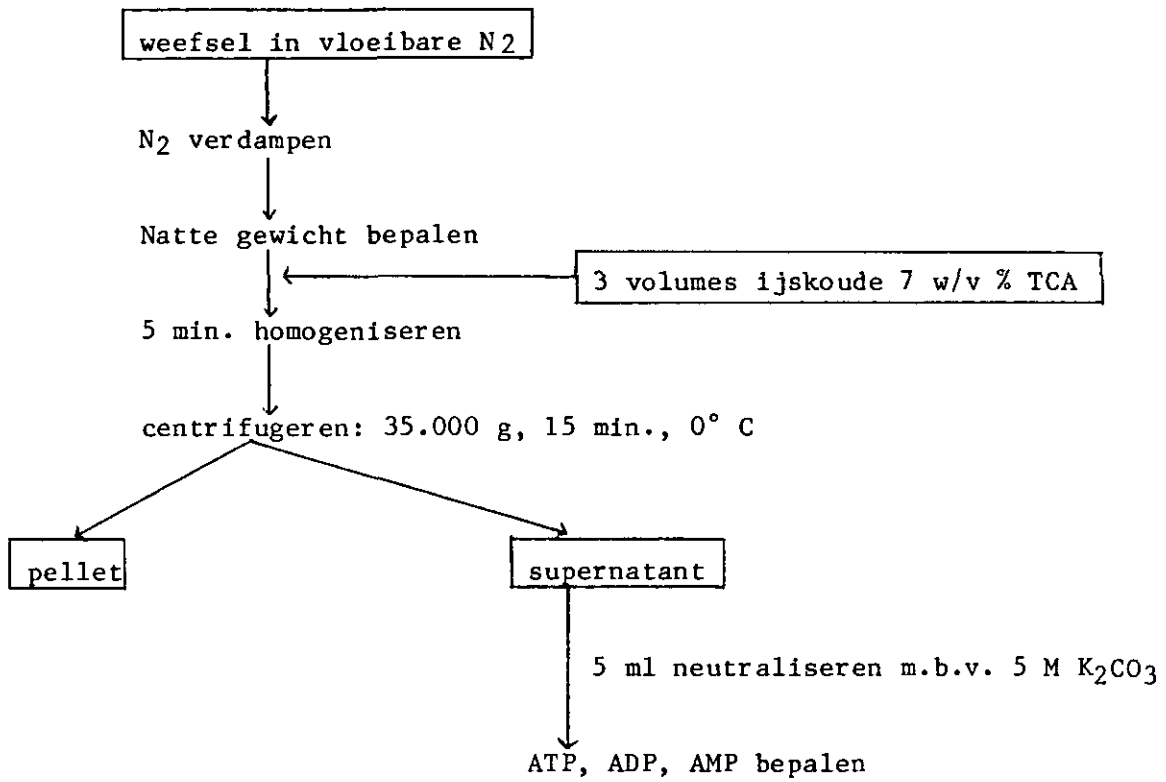 weefsel in vloeibare N2
N2 verdampen
Natte gewicht bepalen
3 volumes ijskoude 7 w/v % TCA
5 min. homogeniseren
centrifugeren: 35.000 g, 15 min., 0° C
pellet
supernatant
5 ml neutraliseren m.b.v. 5 M K2CO3
ATP, ADP, AMP bepalen